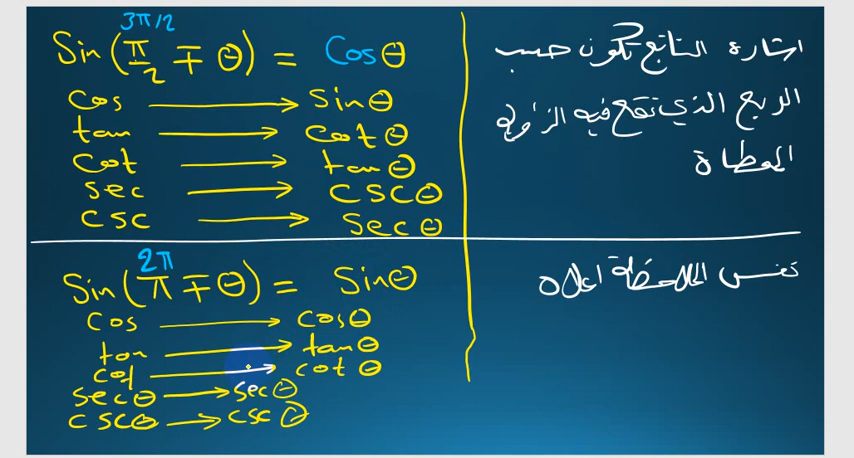 3π/2
Sin(π/2 ∓ θ) = Cosθ
cos → sinθ
tan → cotθ
cot → tanθ
sec → cscθ
csc → secθ
اشارة الناتج تكون حسب
الربع الذي تقع فيه الزاوية
المعطاة
2π
Sin(π ∓ θ) = Sinθ
cos → cosθ
tan → tanθ
cot → cotθ
secθ → secθ
cscθ → cscθ
نفس الملاحظة اعلاه